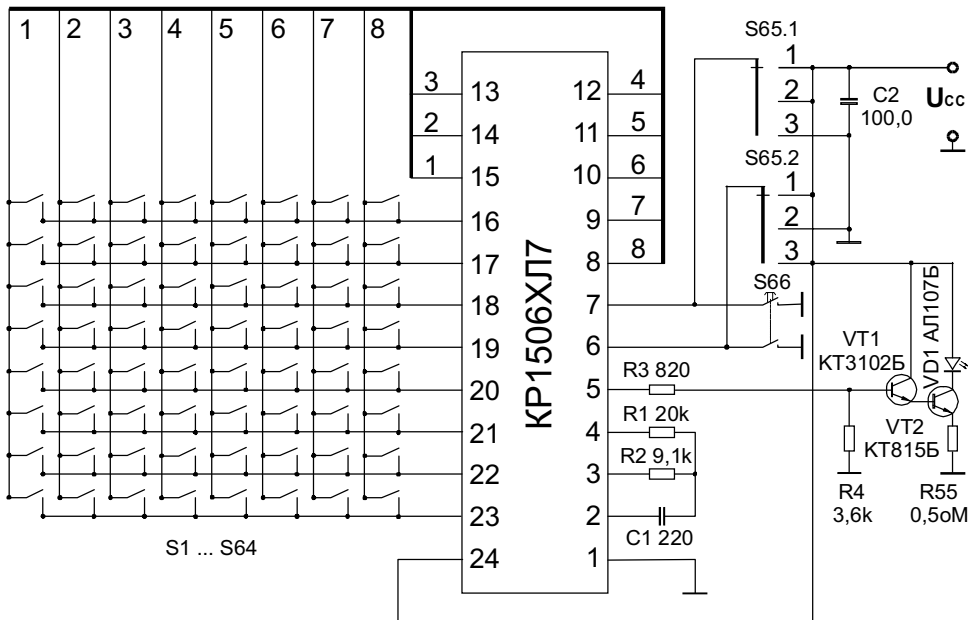 1 2 3 4 5 6 7 8
S65.1
1
2
3
C2
100,0
Ucc
S65.2
1
2
3
S66
3 13
2 14
1 15
16
17
18
19
20
21
22
23
24
КР1506ХЛ7
12 4
11 5
10 6
9 7
8 8
7
6
5
4
3
2
1
R3 820
R1 20k
R2 9,1k
C1 220
VT1
КТ3102Б
VD1 АЛ107Б
VT2
КТ815Б
R4
3,6k
R55
0,5оМ
S1 ... S64